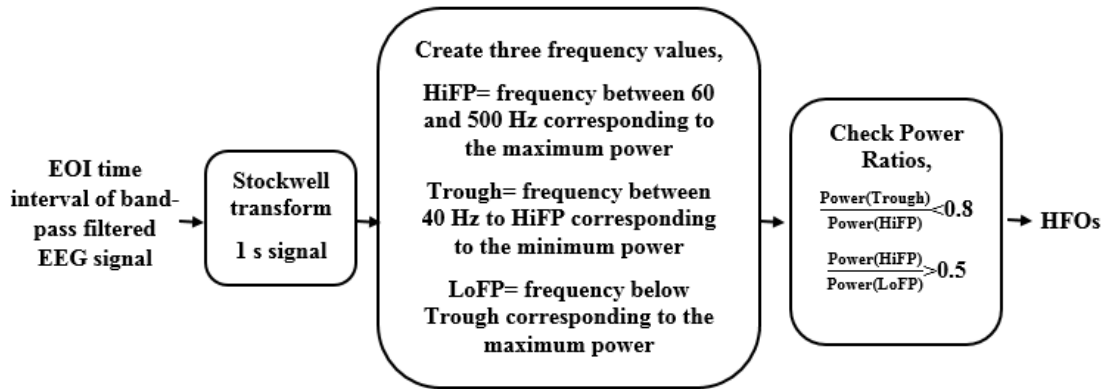 EOI time
interval of band-
pass filtered
EEG signal
Stockwell
transform
1 s signal
Create three frequency values,
HiFP= frequency between 60
and 500 Hz corresponding to
the maximum power
Trough= frequency between
40 Hz to HiFP corresponding
to the minimum power
LoFP= frequency below
Trough corresponding to the
maximum power
Check Power
Ratios,
Power(Trough)
Power(HiFP)
<0.8
Power(HiFP)
Power(LoFP)
>0.5
HFOs